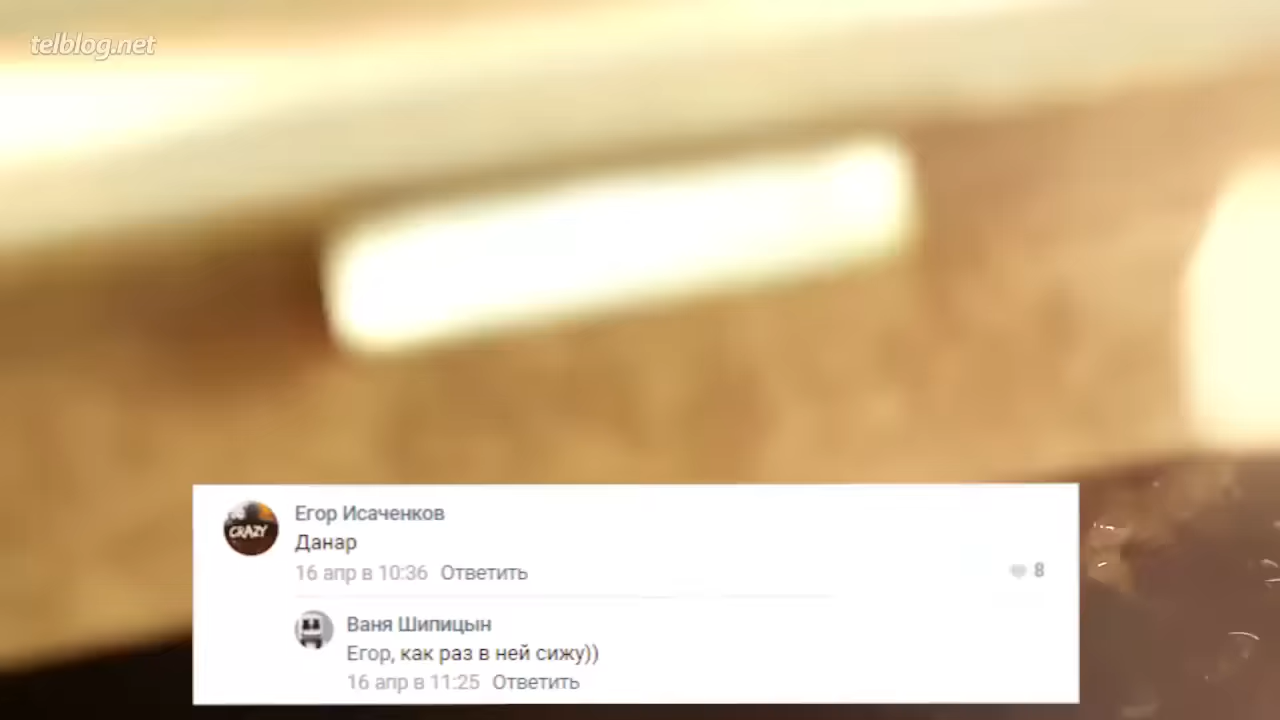 telblog.net
CRAZY
Егор Исаченков
Данар
16 апр в 10:36 Ответить
8
Ваня Шипицын
Егор, как раз в ней сижу))
16 апр в 11:25 Ответить